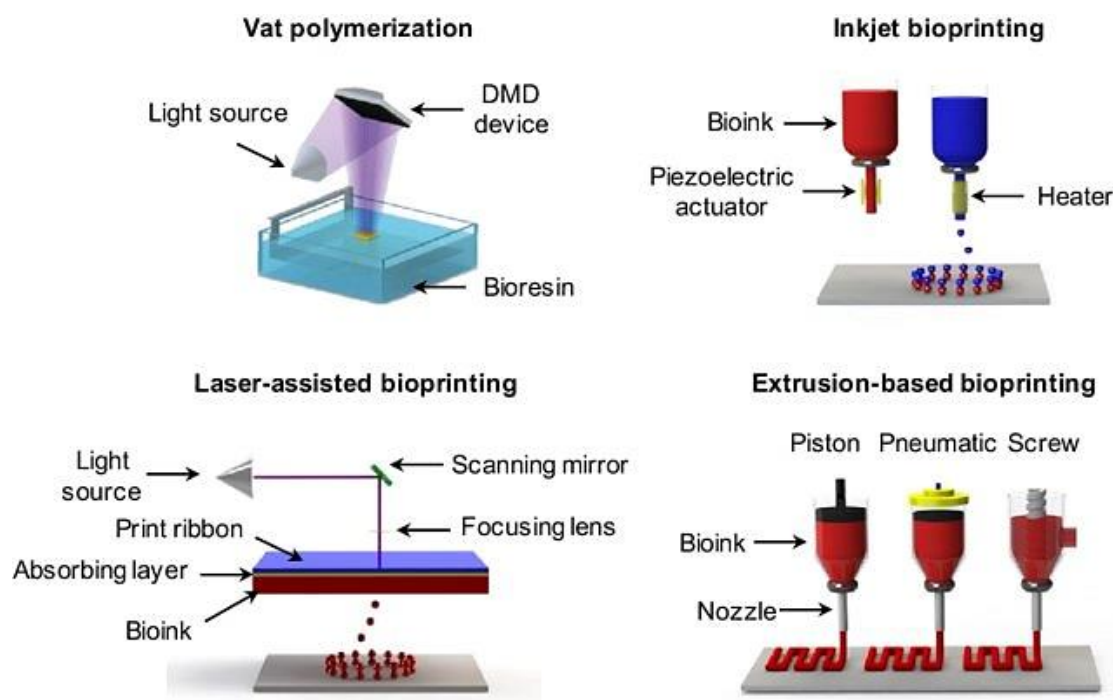 Vat polymerization
Light source
DMD
device
Bioresin
Inkjet bioprinting
Bioink
Piezoelectric
actuator
Heater
Laser-assisted bioprinting
Light
source
Scanning mirror
Print ribbon
Focusing lens
Absorbing layer
Bioink
Extrusion-based bioprinting
Piston Pneumatic Screw
Bioink
Nozzle